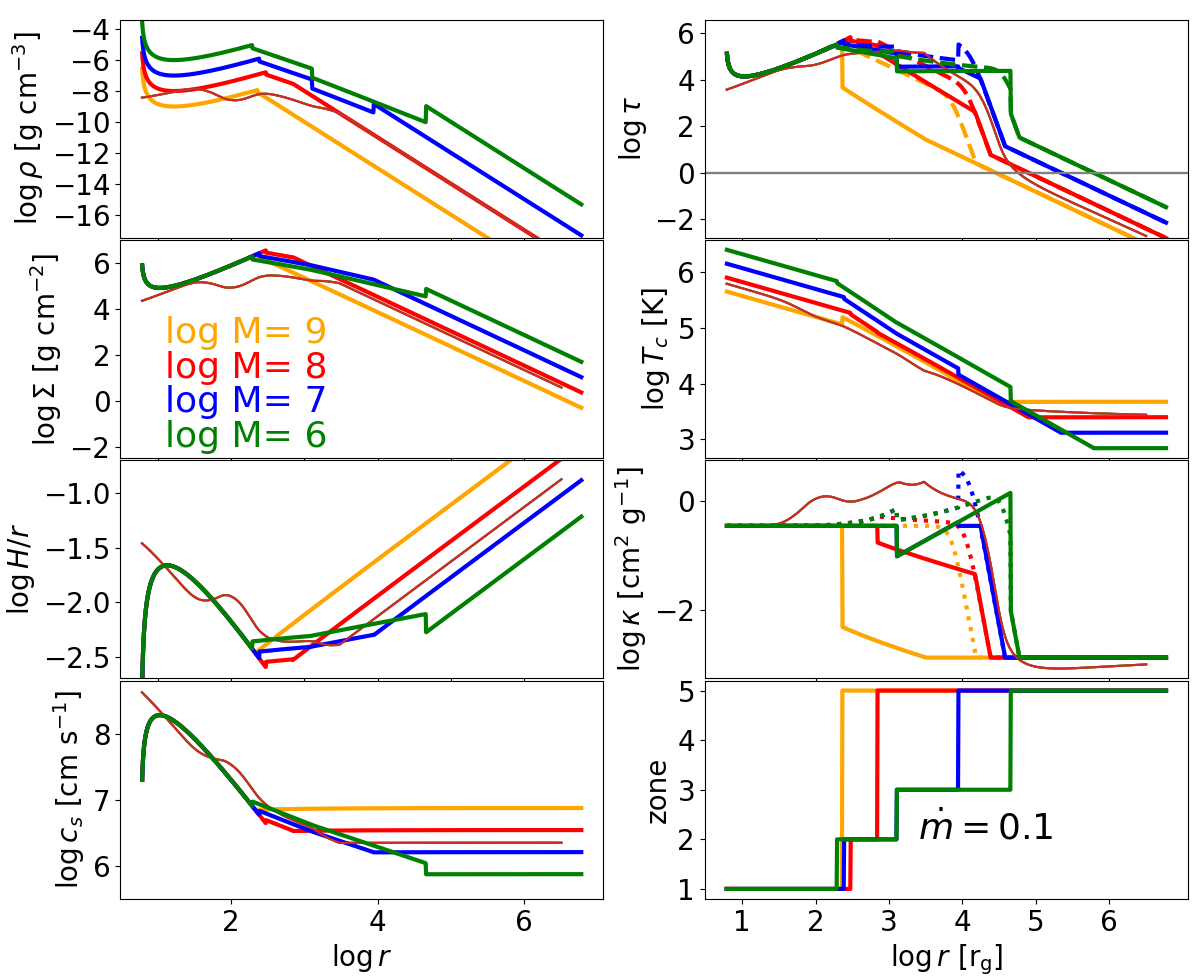 log ρ [g cm⁻³]
−4
−6
−8
−10
−12
−14
−16
log τ
6
4
2
0
−2
log Σ [g cm⁻²]
6
4
2
0
−2
log M= 9
log M= 8
log M= 7
log M= 6
log T_c [K]
6
5
4
3
log H/r
−1.0
−1.5
−2.0
−2.5
log κ [cm² g⁻¹]
0
−2
log c_s [cm s⁻¹]
8
7
6
2 4 6
log r
zone
5
4
3
2
1
ṁ = 0.1
1 2 3 4 5 6
log r [r_g]